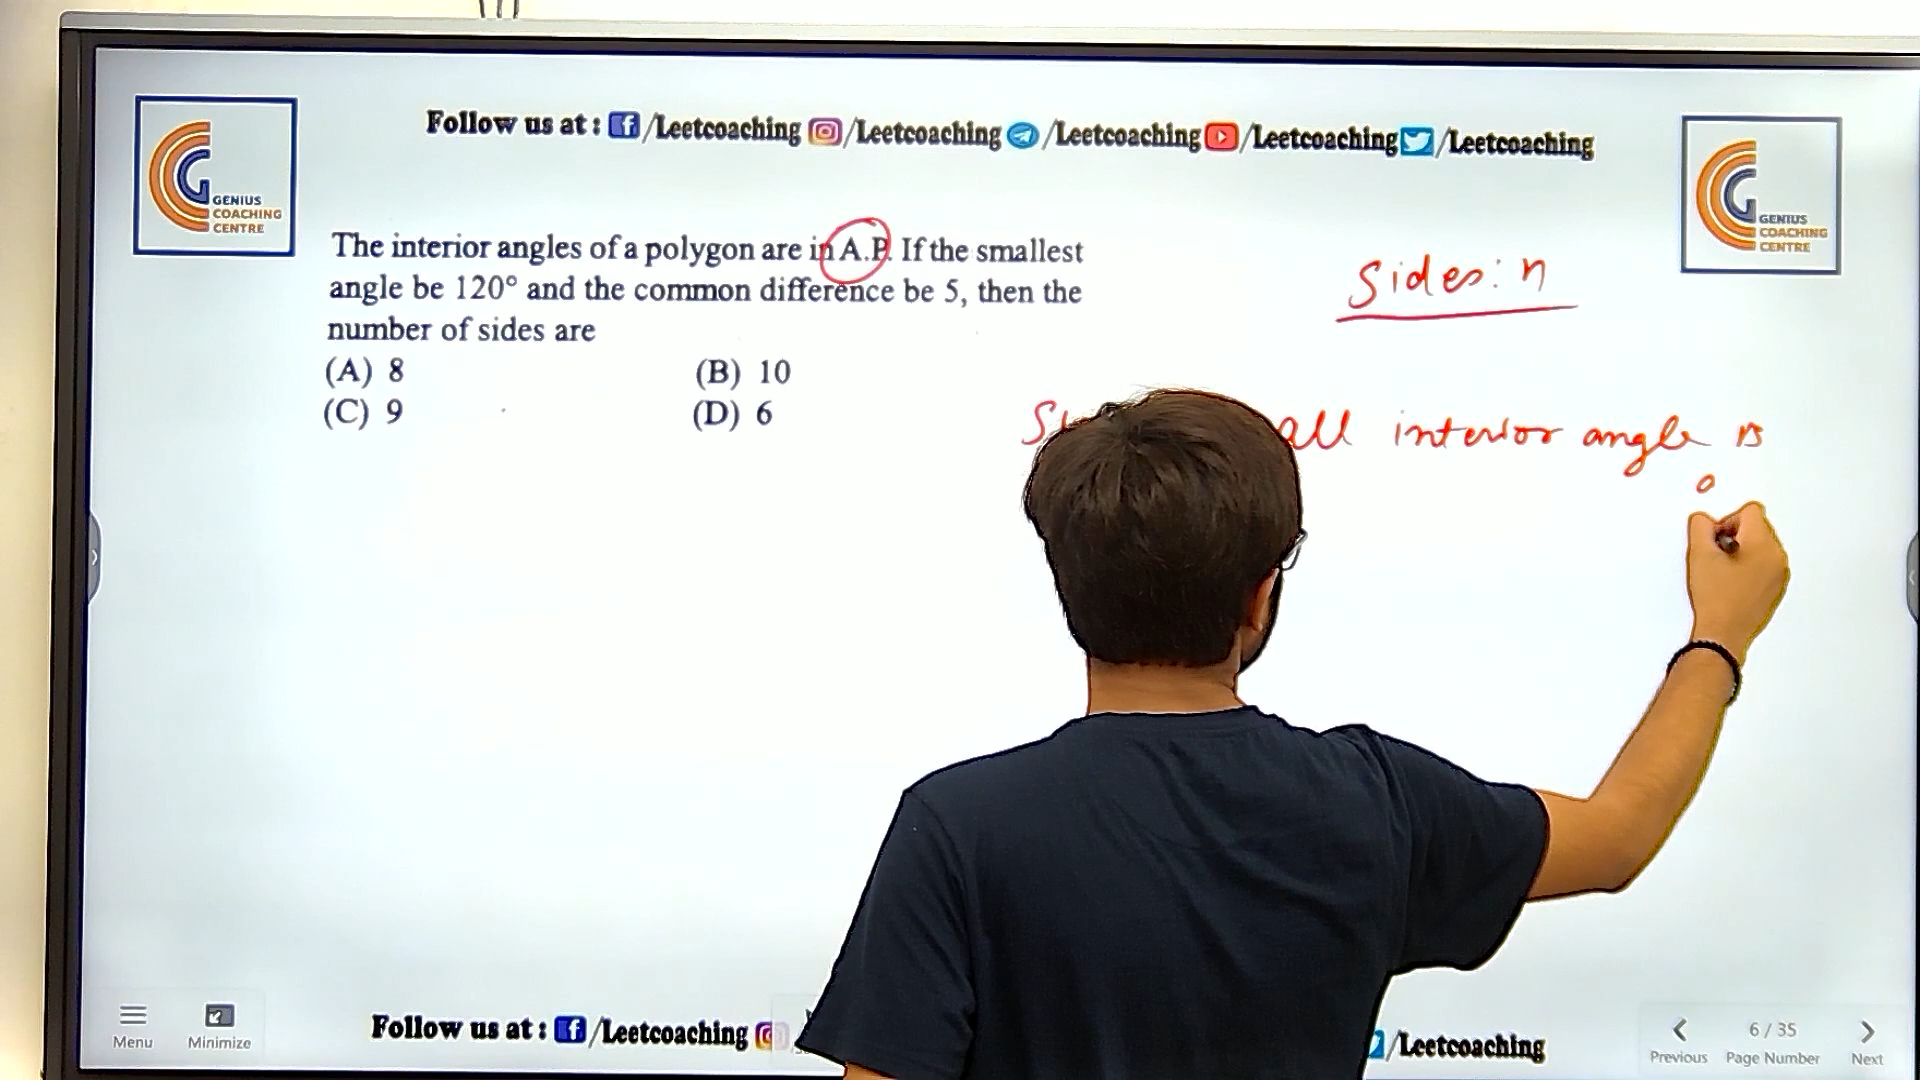 Follow us at : /Leetcoaching /Leetcoaching /Leetcoaching /Leetcoaching /Leetcoaching
GENIUS
COACHING
CENTRE
GENIUS
COACHING
CENTRE
The interior angles of a polygon are in A.P. If the smallest
angle be 120° and the common difference be 5, then the
number of sides are
(A) 8 (B) 10
(C) 9 (D) 6
Sides: n
all interior angle is
Menu
Minimize
Follow us at : /Leetcoaching
/Leetcoaching
6 / 35
Previous Page Number Next